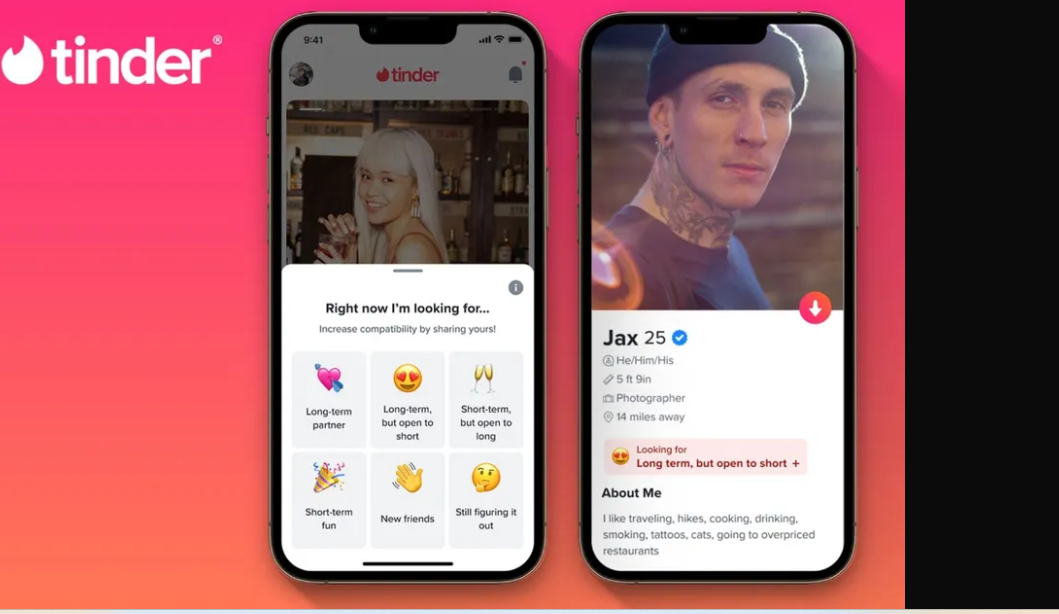 tinder®
9:41
tinder
RED CAPS
Right now I'm looking for...
Increase compatibility by sharing yours!
Long-term
partner
Long-term,
but open to
short
Short-term,
but open to
long
Short-term
fun
New friends
Still figuring it
out
Jax 25
He/Him/His
5 ft 9in
Photographer
14 miles away
Looking for
Long term, but open to short +
About Me
I like traveling, hikes, cooking, drinking,
smoking, tattoos, cats, going to overpriced
restaurants